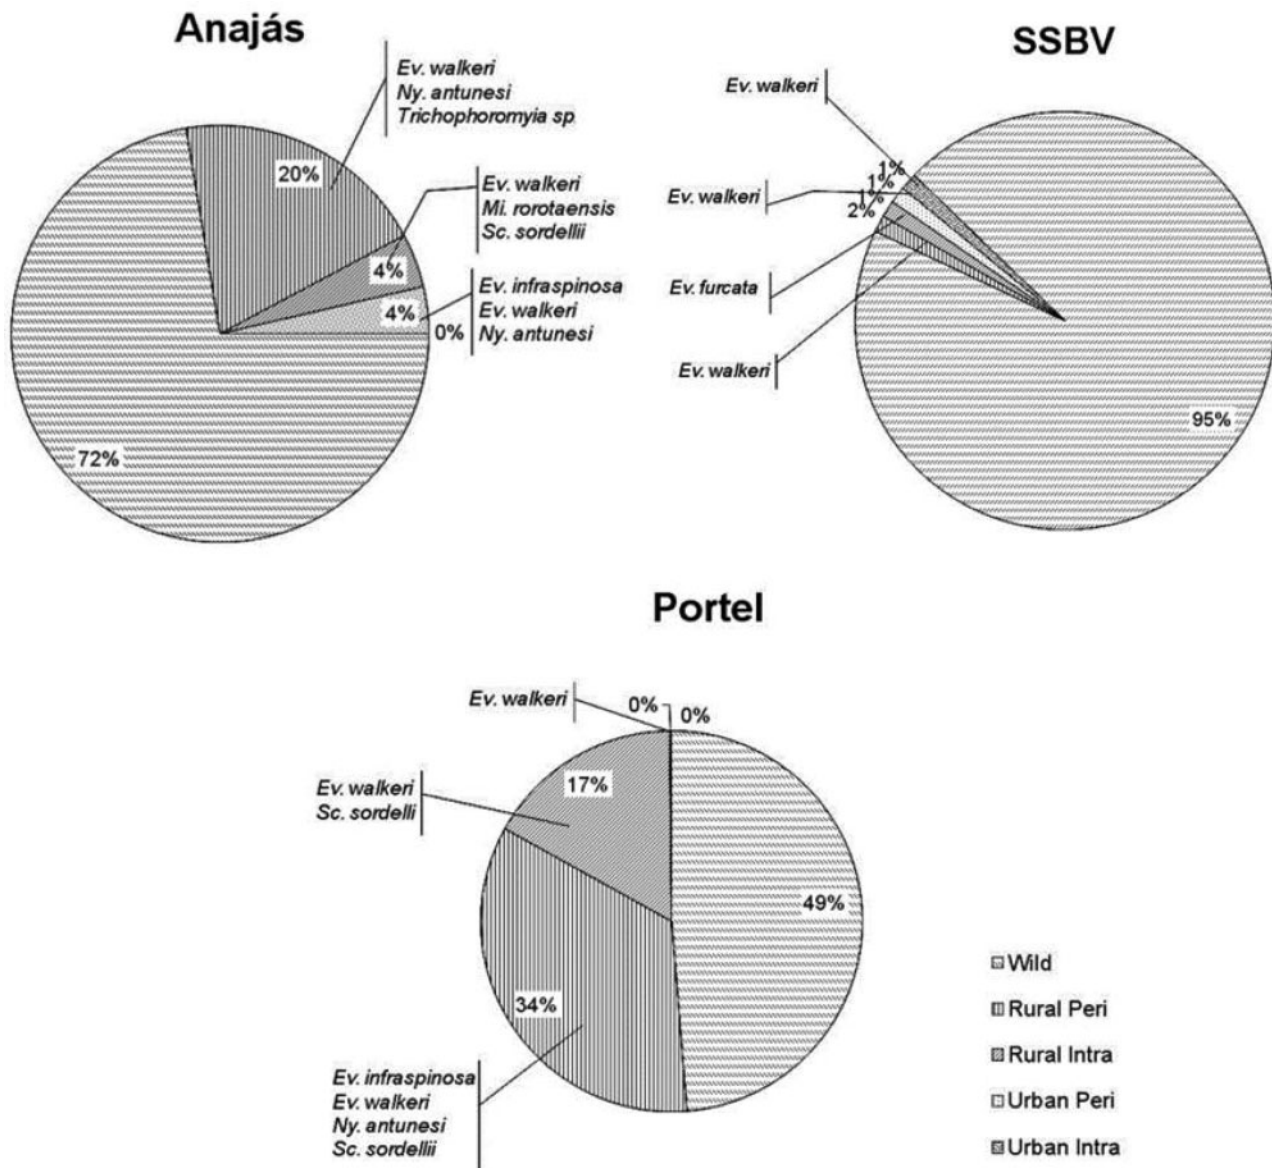 Anajás
Ev. walkeri
Ny. antunesi
Trichophoromyia sp
20%
Ev. walkeri
Mi. rorotaensis
Sc. sordellii
4%
Ev. infraspinosa
Ev. walkeri
Ny. antunesi
4%
0%
72%
SSBV
Ev. walkeri
1%
1%
Ev. walkeri
1%
2%
Ev. furcata
Ev. walkeri
95%
Portel
Ev. walkeri
0%
0%
Ev. walkeri
Sc. sordelli
17%
49%
34%
Ev. infraspinosa
Ev. walkeri
Ny. antunesi
Sc. sordellii
Wild
Rural Peri
Rural Intra
Urban Peri
Urban Intra